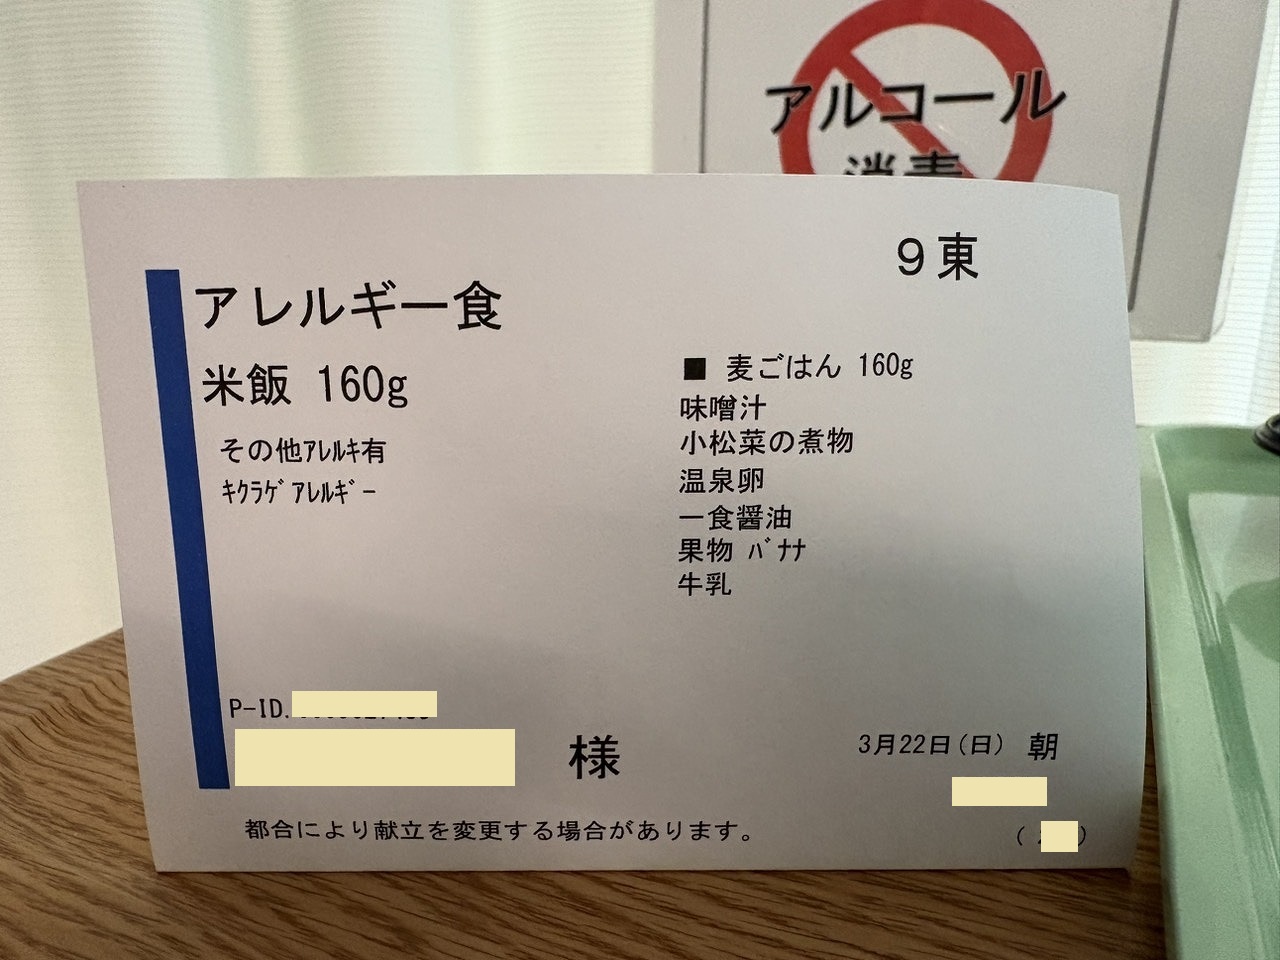 アルコール
消毒
9東
アレルギー食
米飯 160g
その他ｱﾚﾙｷ有
ｷｸﾗｹﾞ ｱﾚﾙｷﾞｰ
■ 麦ごはん 160g
味噌汁
小松菜の煮物
温泉卵
一食醤油
果物 ﾊﾞﾅﾅ
牛乳
P-ID.
様
3月22日(日) 朝
都合により献立を変更する場合があります。
( )